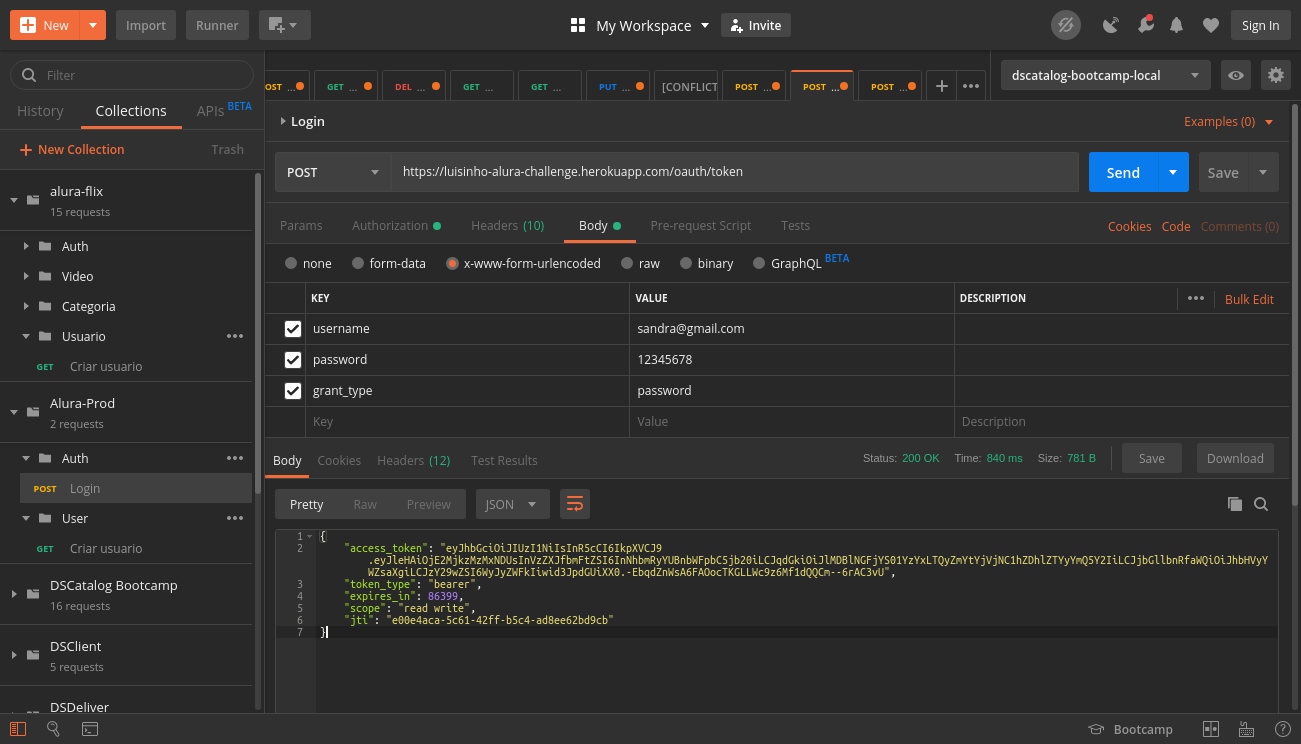 New
Import
Runner
My Workspace
Invite
Sign In
Filter
History
Collections
APIs BETA
New Collection
Trash
alura-flix
15 requests
Auth
Video
Categoria
Usuario
GET Criar usuario
Alura-Prod
2 requests
Auth
POST Login
User
GET Criar usuario
DSCatalog Bootcamp
16 requests
DSClient
5 requests
DSDeliver
OST ...
GET ...
DEL ...
GET ...
GET ...
PUT ...
[CONFLICT
POST ...
POST ...
POST ...
dscatalog-bootcamp-local
Login
Examples (0)
POST
https://luisinho-alura-challenge.herokuapp.com/oauth/token
Send
Save
Params
Authorization
Headers (10)
Body
Pre-request Script
Tests
Cookies
Code
Comments (0)
none
form-data
x-www-form-urlencoded
raw
binary
GraphQL BETA
KEY
VALUE
DESCRIPTION
Bulk Edit
username
sandra@gmail.com
password
12345678
grant_type
password
Key
Value
Description
Body
Cookies
Headers (12)
Test Results
Status: 200 OK
Time: 840 ms
Size: 781 B
Save
Download
Pretty
Raw
Preview
JSON
1 {
2 "access_token": "eyJhbGciOiJIUzI1NiIsInR5cCI6IkpXVCJ9
3 "token_type": "bearer",
4 "expires_in": 86399,
5 "scope": "read write",
6 "jti": "e00e4aca-5c61-42ff-b5c4-ad8ee62bd9cb"
7 }
Bootcamp